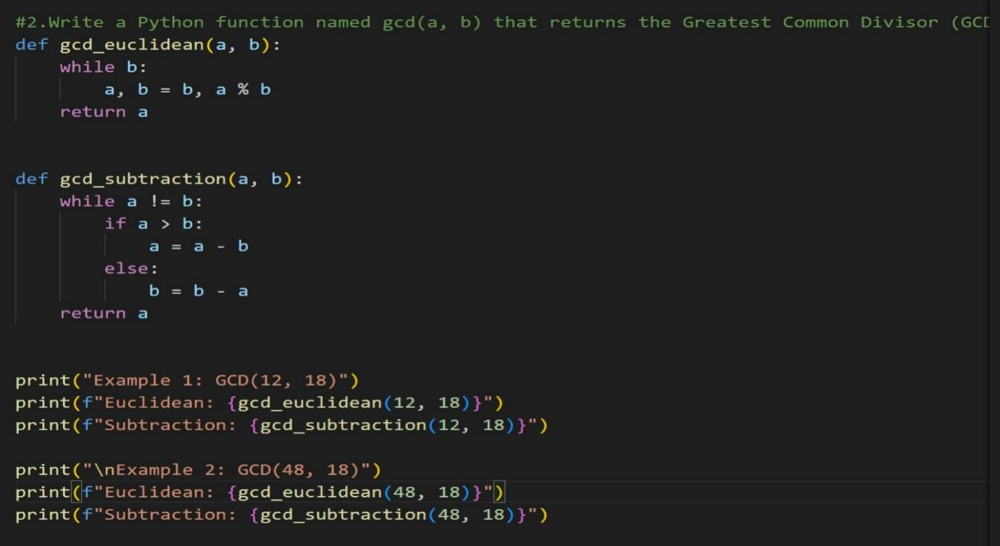 #2.Write a Python function named gcd(a, b) that returns the Greatest Common Divisor
def gcd_euclidean(a, b):
    while b:
        a, b = b, a % b
    return a
def gcd_subtraction(a, b):
    while a != b:
        if a > b:
            a = a - b
        else:
            b = b - a
    return a
print("Example 1: GCD(12, 18)")
print(f"Euclidean: {gcd_euclidean(12, 18)}")
print(f"Subtraction: {gcd_subtraction(12, 18)}")
print("\nExample 2: GCD(48, 18)")
print(f"Euclidean: {gcd_euclidean(48, 18)}")
print(f"Subtraction: {gcd_subtraction(48, 18)}")